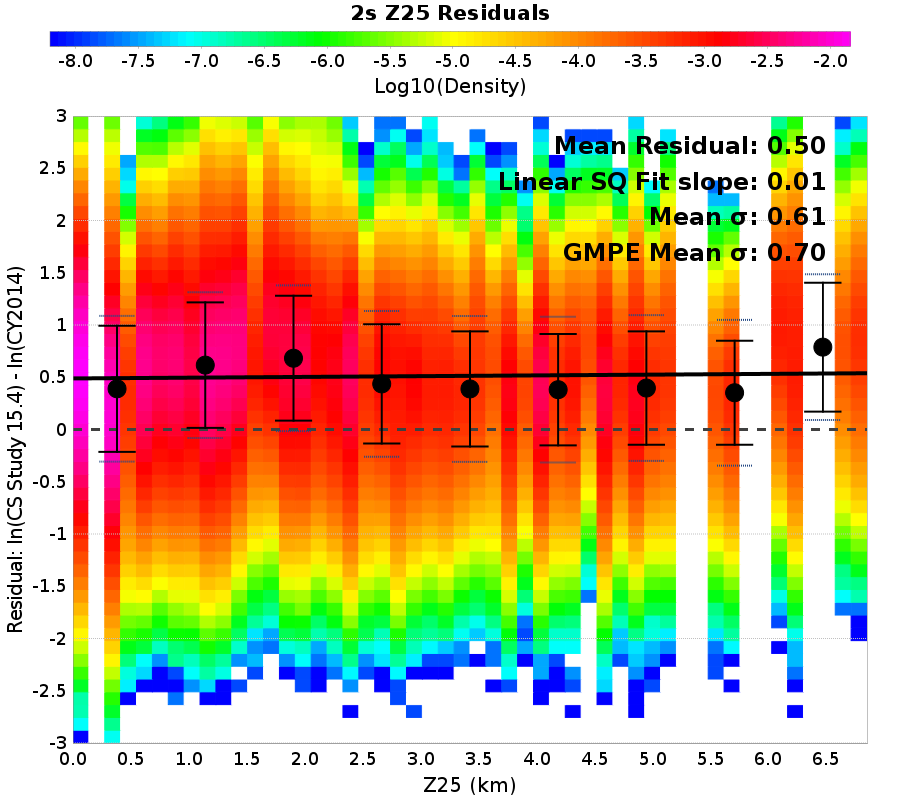 2s Z25 Residuals
-8.0 -7.5 -7.0 -6.5 -6.0 -5.5 -5.0 -4.5 -4.0 -3.5 -3.0 -2.5 -2.0
Log10(Density)
Mean Residual: 0.50
Linear SQ Fit slope: 0.01
Mean σ: 0.61
GMPE Mean σ: 0.70
3
2.5
2
1.5
1
0.5
0
-0.5
-1
-1.5
-2
-2.5
-3
Residual: ln(CS Study 15.4) - ln(CY2014)
0.0 0.5 1.0 1.5 2.0 2.5 3.0 3.5 4.0 4.5 5.0 5.5 6.0 6.5
Z25 (km)